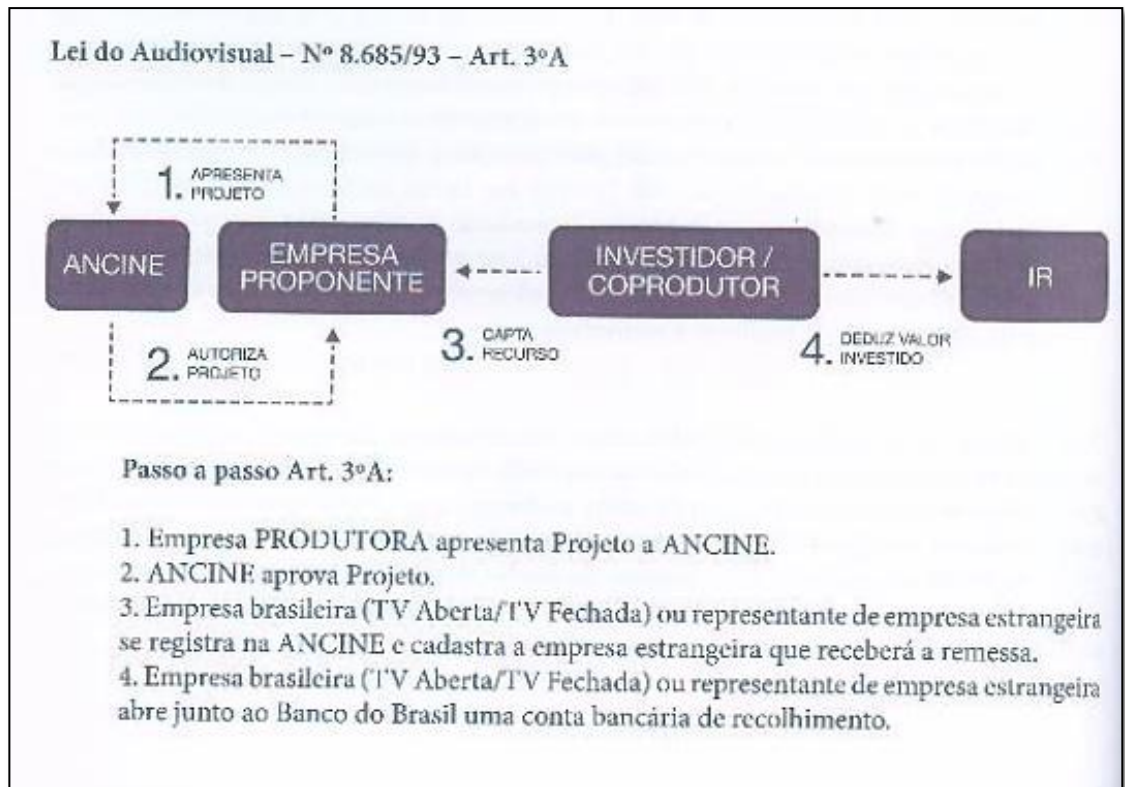 Lei do Audiovisual – Nº 8.685/93 – Art. 3ºA
1. APRESENTA
PROJETO
ANCINE
EMPRESA
PROPONENTE
INVESTIDOR /
COPRODUTOR
IR
2. AUTORIZA
PROJETO
3. CAPTA
RECURSO
4. DEDUZ VALOR
INVESTIDO
Passo a passo Art. 3ºA:
1. Empresa PRODUTORA apresenta Projeto a ANCINE.
2. ANCINE aprova Projeto.
3. Empresa brasileira (TV Aberta/TV Fechada) ou representante de empresa estrangeira
se registra na ANCINE e cadastra a empresa estrangeira que receberá a remessa.
4. Empresa brasileira (TV Aberta/TV Fechada) ou representante de empresa estrangeira
abre junto ao Banco do Brasil uma conta bancária de recolhimento.